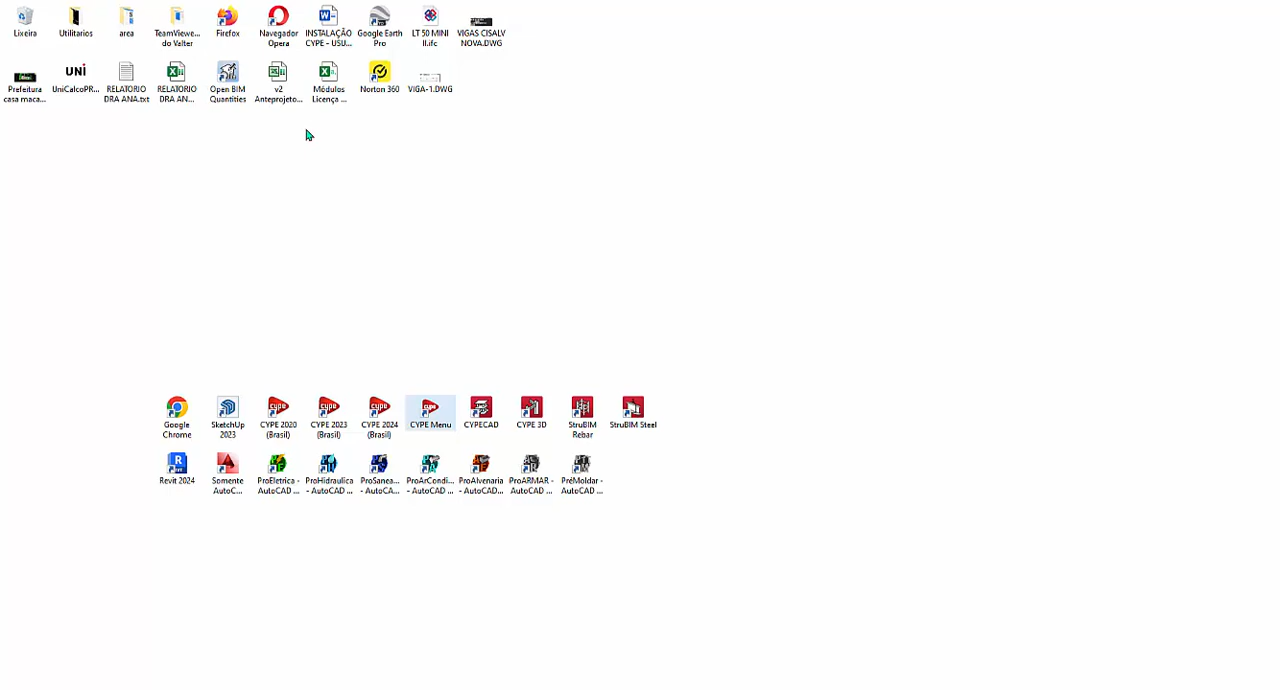 Lixeira
Utilitarios
area
TeamViewe...
do Valter
Firefox
Navegador
Opera
INSTALAÇÃO
CYPE - USU...
Google Earth
Pro
LT 50 MINI
II.ifc
VIGAS CISALV
NOVA.DWG
Prefeitura
casa maca...
UNI
UniCalcoPR...
RELATORIO
DRA ANA.txt
RELATORIO
DRA AN...
Open BIM
Quantities
v2
Anteprojeto...
Módulos
Licença ...
Norton 360
VIGA-1.DWG
Google
Chrome
SketchUp
2023
CYPE 2020
(Brasil)
CYPE 2023
(Brasil)
CYPE 2024
(Brasil)
CYPE Menu
CYPECAD
CYPE 3D
StruBIM
Rebar
StruBIM Steel
Revit 2024
Somente
AutoC...
ProEletrica -
AutoCAD ...
ProHidraulica
- AutoCAD ...
ProSanea...
- AutoCA...
ProArCondi...
- AutoCAD ...
ProAlvenaria
- AutoCAD...
ProARMAR -
AutoCAD ...
PréMoldar -
AutoCAD ...